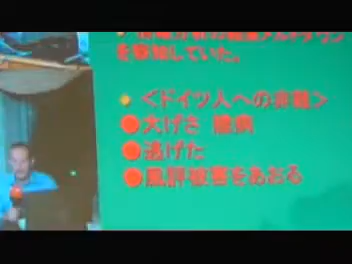 を察知していた。
<ドイツ人への非難>
●大げさ 臆病
●逃げた
●風評被害をあおる